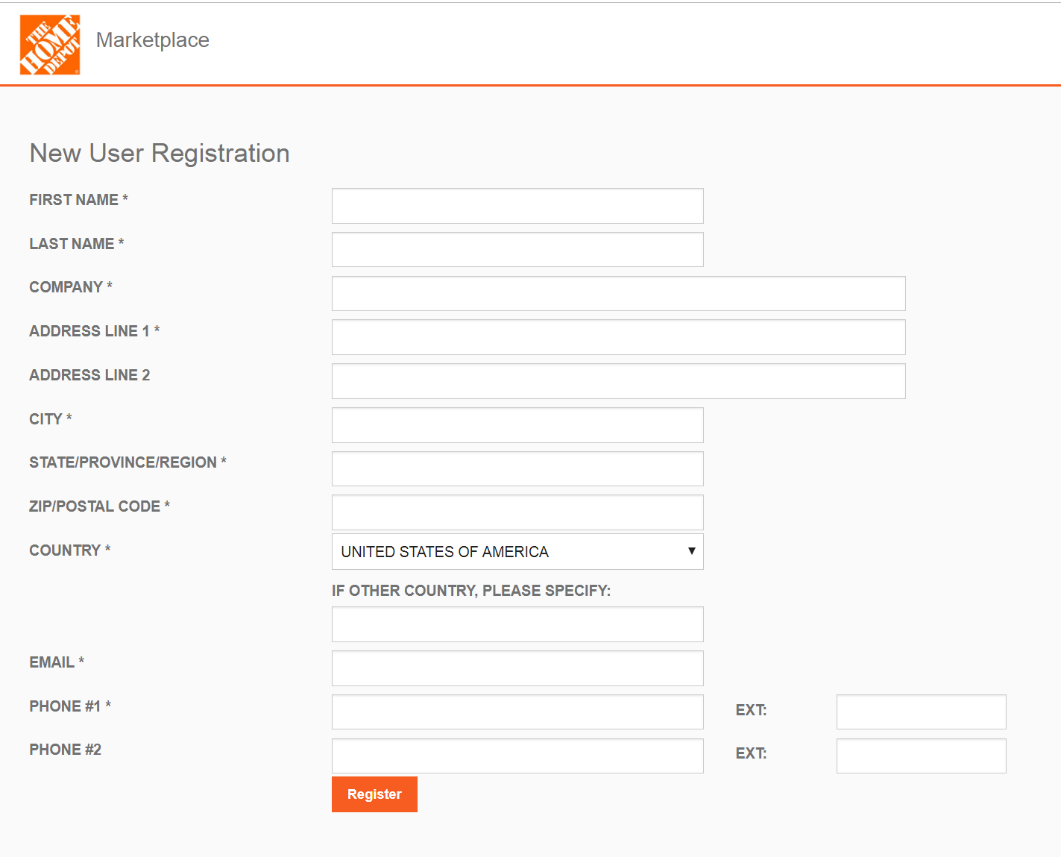 THE
HOME
DEPOT
Marketplace
New User Registration
FIRST NAME *
LAST NAME *
COMPANY *
ADDRESS LINE 1 *
ADDRESS LINE 2
CITY *
STATE/PROVINCE/REGION *
ZIP/POSTAL CODE *
COUNTRY * UNITED STATES OF AMERICA
IF OTHER COUNTRY, PLEASE SPECIFY:
EMAIL *
PHONE #1 * EXT:
PHONE #2 EXT:
Register